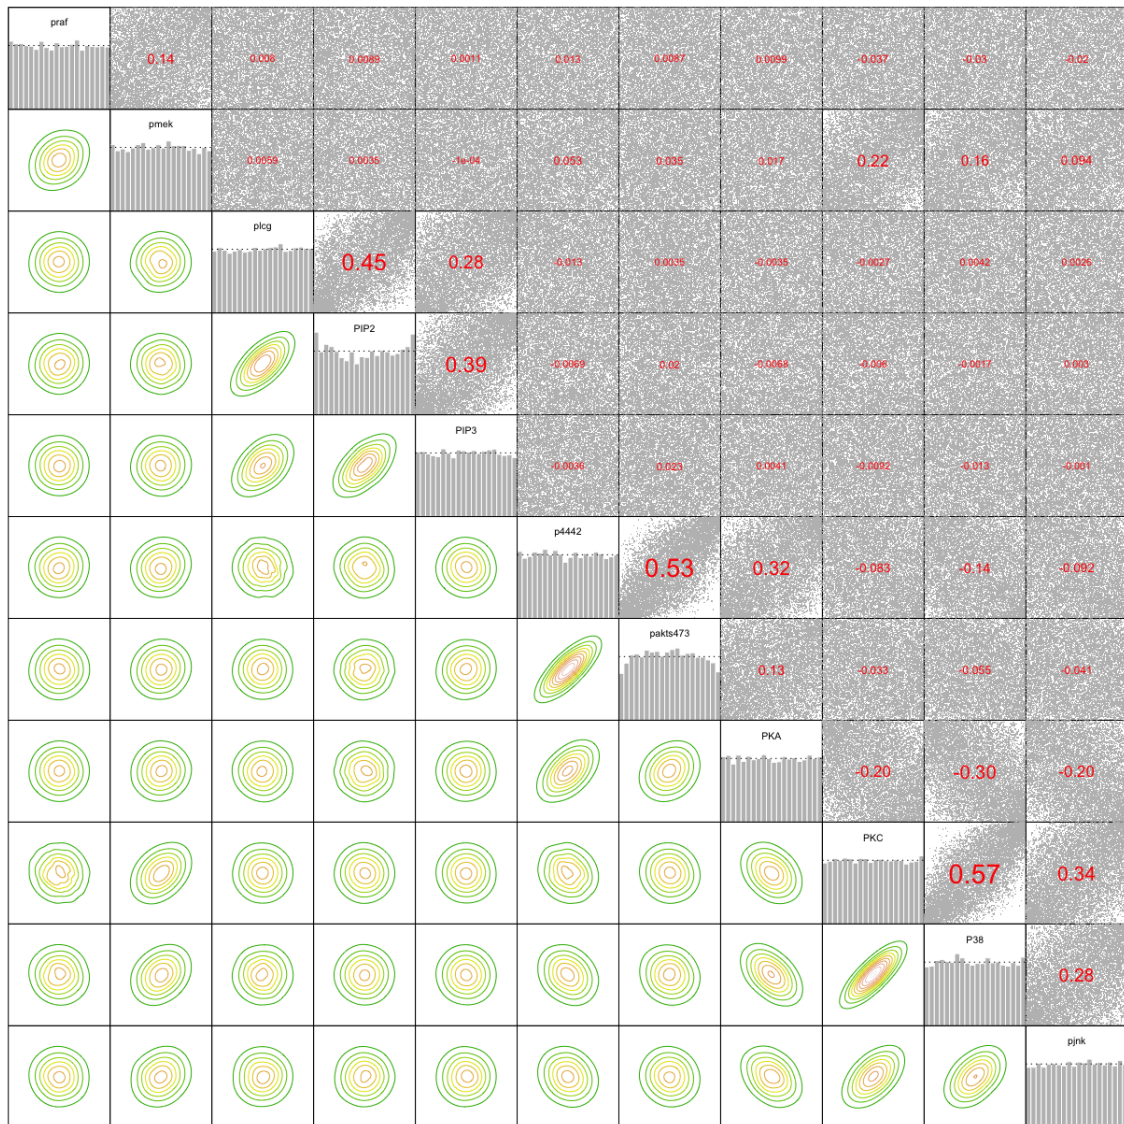 praf
0.14 0.008 0.0089 0.0011 0.013 0.0087 0.0099 -0.037 -0.03 -0.02
pmek
0.0059 0.0035 -1e-04 0.053 0.035 0.017 0.22 0.16 0.094
plcg
0.45 0.28 -0.013 0.0035 -0.0035 -0.0027 0.0042 0.0026
PIP2
0.39 -0.0069 0.02 -0.0068 -0.006 -0.0017 0.003
PIP3
-0.0036 0.023 0.0041 -0.0022 -0.013 -0.001
p4442
0.53 0.32 -0.083 -0.14 -0.092
pakts473
0.13 -0.033 -0.055 -0.041
PKA
-0.20 -0.30 -0.20
PKC
0.57 0.34
P38
0.28
pjnk